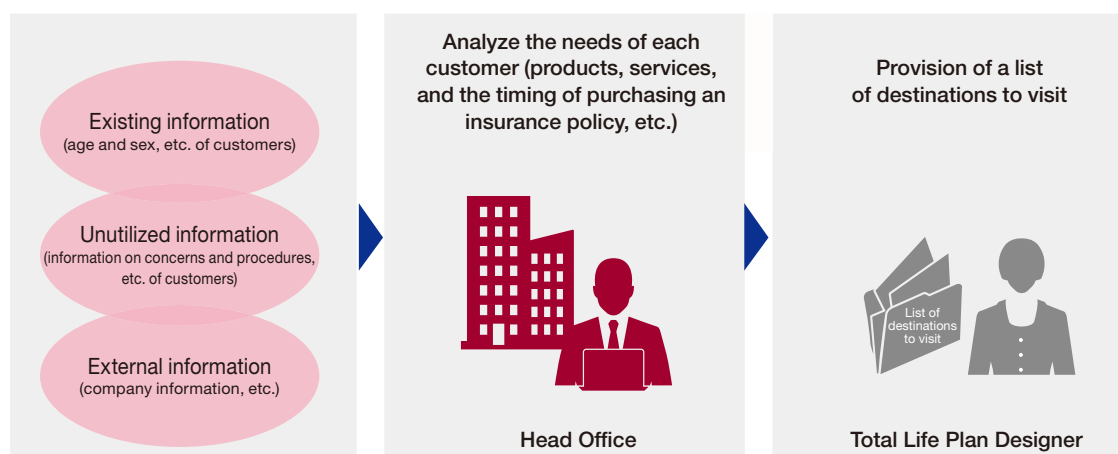 Existing information
(age and sex, etc. of customers)
Unutilized information
(information on concerns and procedures,
etc. of customers)
External information
(company information, etc.)
Analyze the needs of each
customer (products, services,
and the timing of purchasing an
insurance policy, etc.)
Head Office
Provision of a list
of destinations to visit
List of
destinations
to visit
Total Life Plan Designer